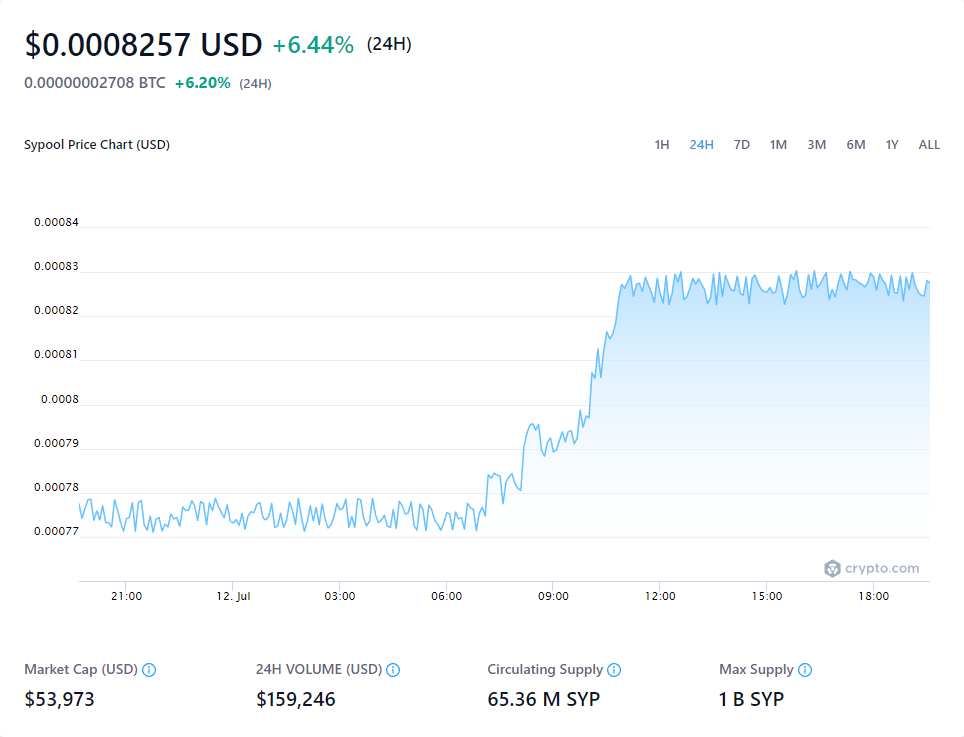 $0.0008257 USD +6.44% (24H)
0.00000002708 BTC +6.20% (24H)
Sypool Price Chart (USD) 1H 24H 7D 1M 3M 6M 1Y ALL
0.00084
0.00083
0.00082
0.00081
0.0008
0.00079
0.00078
0.00077
crypto.com
21:00 12. Jul 03:00 06:00 09:00 12:00 15:00 18:00
Market Cap (USD) 24H VOLUME (USD) Circulating Supply Max Supply
$53,973 $159,246 65.36 M SYP 1 B SYP